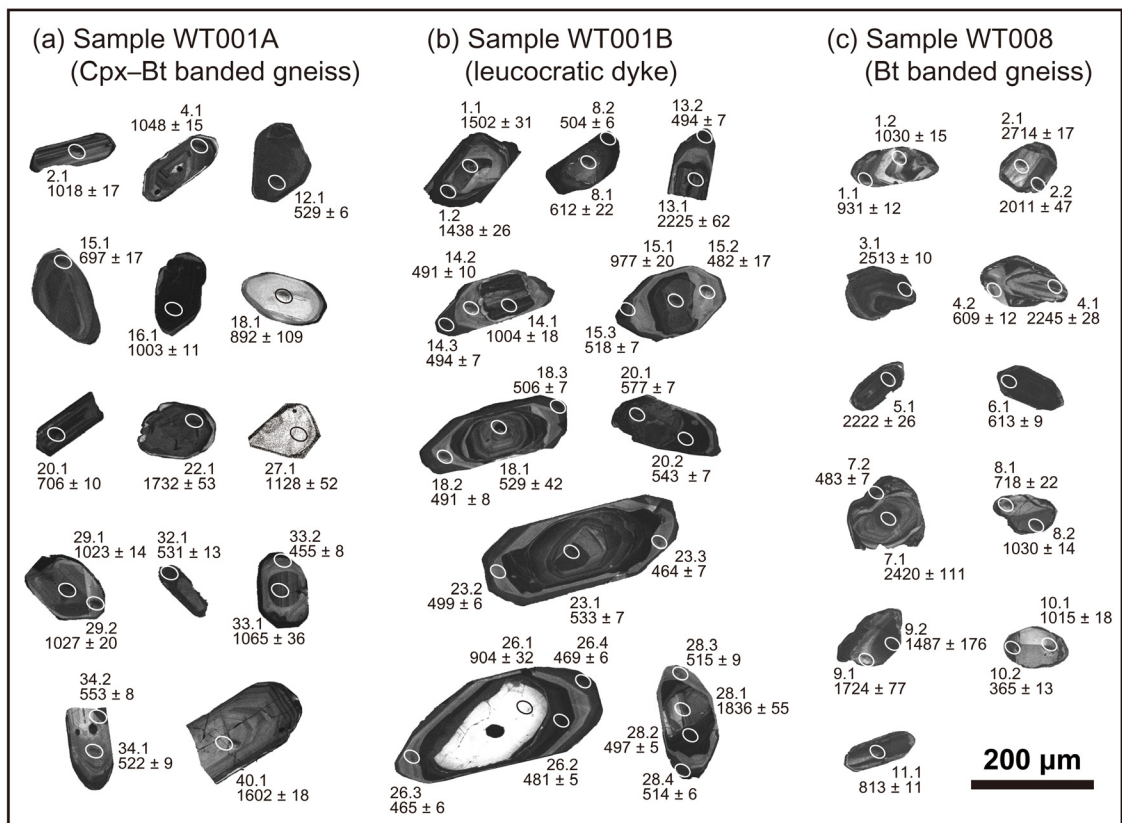 (a) Sample WT001A
(Cpx–Bt banded gneiss)
2.1
1018 ± 17
4.1
1048 ± 15
12.1
529 ± 6
15.1
697 ± 17
16.1
1003 ± 11
18.1
892 ± 109
20.1
706 ± 10
22.1
1732 ± 53
27.1
1128 ± 52
29.1
1023 ± 14
29.2
1027 ± 20
32.1
531 ± 13
33.2
455 ± 8
33.1
1065 ± 36
34.2
553 ± 8
34.1
522 ± 9
40.1
1602 ± 18
(b) Sample WT001B
(leucocratic dyke)
1.1
1502 ± 31
1.2
1438 ± 26
8.2
504 ± 6
8.1
612 ± 22
13.2
494 ± 7
13.1
2225 ± 62
14.2
491 ± 10
14.1
1004 ± 18
14.3
494 ± 7
15.1
977 ± 20
15.2
482 ± 17
15.3
518 ± 7
18.3
506 ± 7
18.1
529 ± 42
18.2
491 ± 8
20.1
577 ± 7
20.2
543 ± 7
23.3
464 ± 7
23.2
499 ± 6
23.1
533 ± 7
26.1
904 ± 32
26.4
469 ± 6
26.2
481 ± 5
26.3
465 ± 6
28.3
515 ± 9
28.1
1836 ± 55
28.2
497 ± 5
28.4
514 ± 6
(c) Sample WT008
(Bt banded gneiss)
1.2
1030 ± 15
1.1
931 ± 12
2.1
2714 ± 17
2.2
2011 ± 47
3.1
2513 ± 10
4.2
609 ± 12
4.1
2245 ± 28
5.1
2222 ± 26
6.1
613 ± 9
7.2
483 ± 7
7.1
2420 ± 111
8.1
718 ± 22
8.2
1030 ± 14
9.2
1487 ± 176
9.1
1724 ± 77
10.1
1015 ± 18
10.2
365 ± 13
11.1
813 ± 11
200 µm